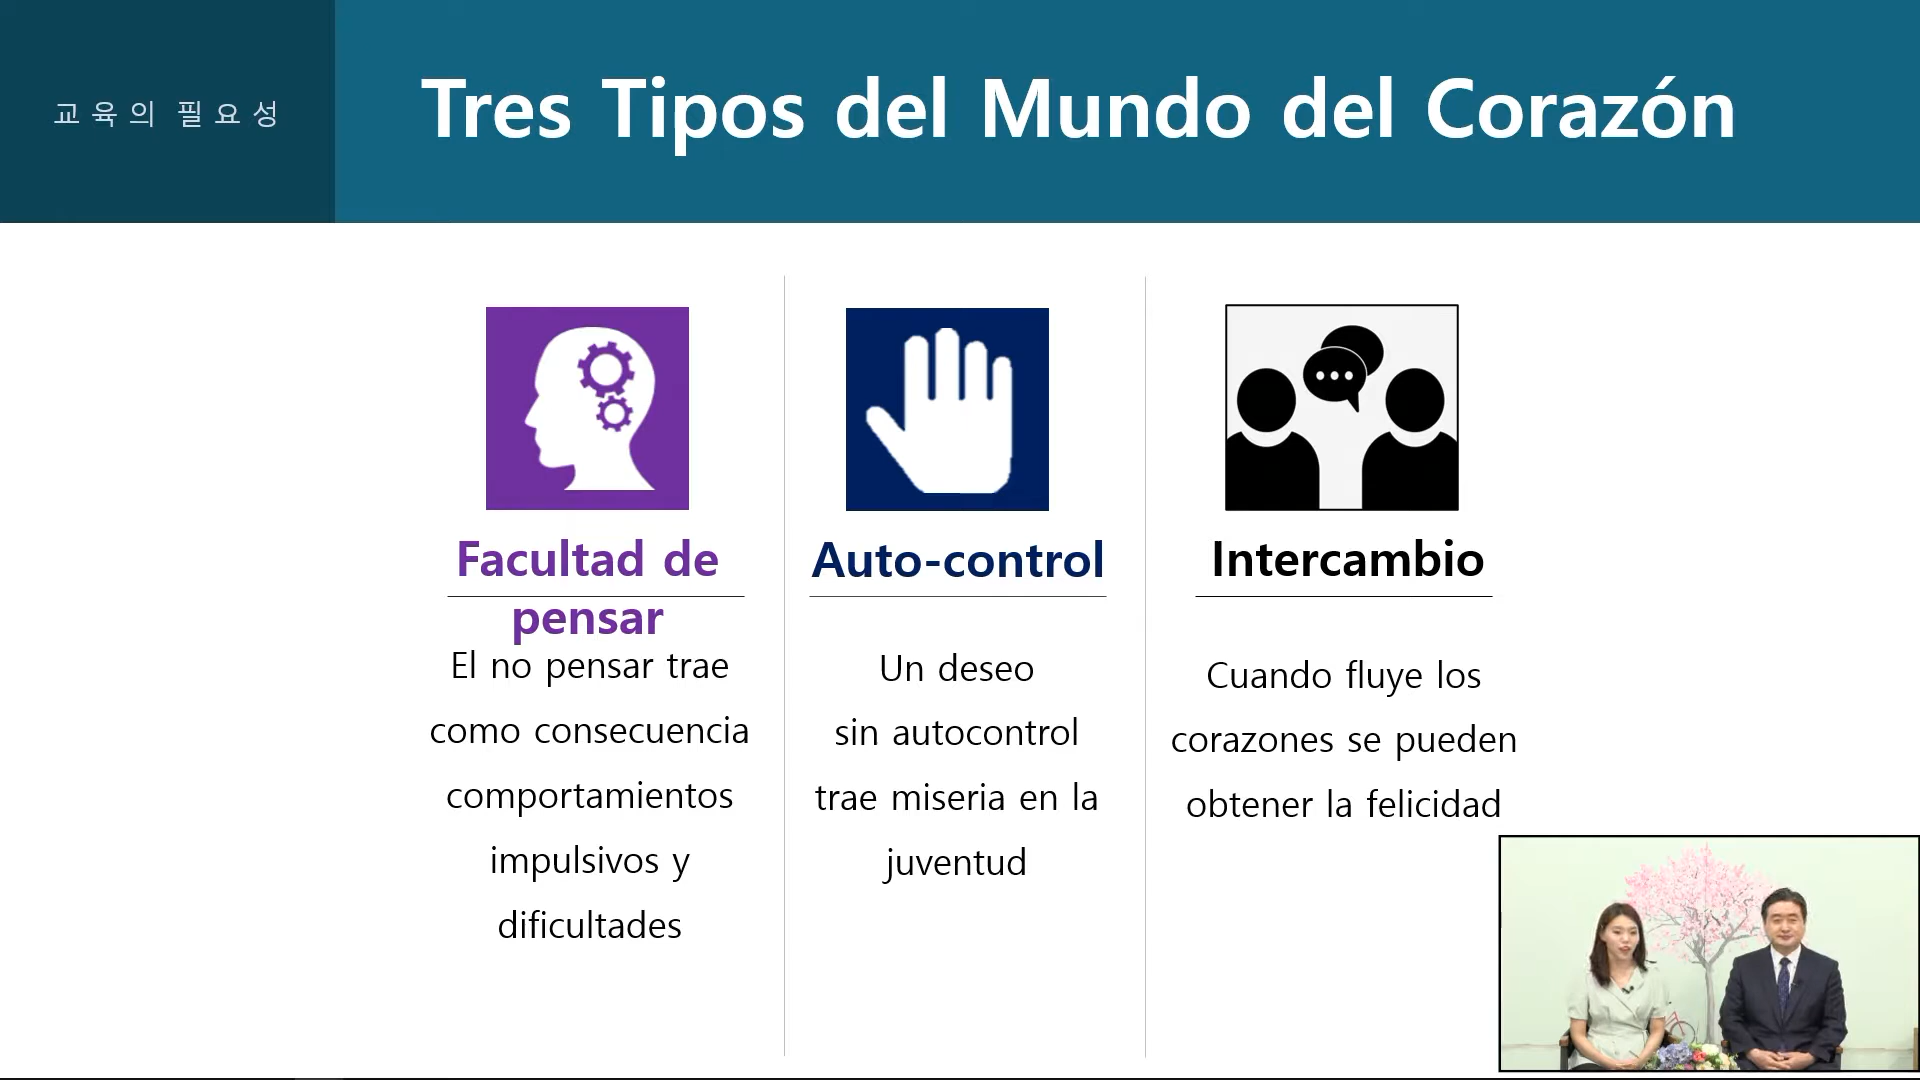 교육의 필요성
Tres Tipos del Mundo del Corazón
Facultad de
pensar
El no pensar trae
como consecuencia
comportamientos
impulsivos y
dificultades
Auto-control
Un deseo
sin autocontrol
trae miseria en la
juventud
Intercambio
Cuando fluye los
corazones se pueden
obtener la felicidad